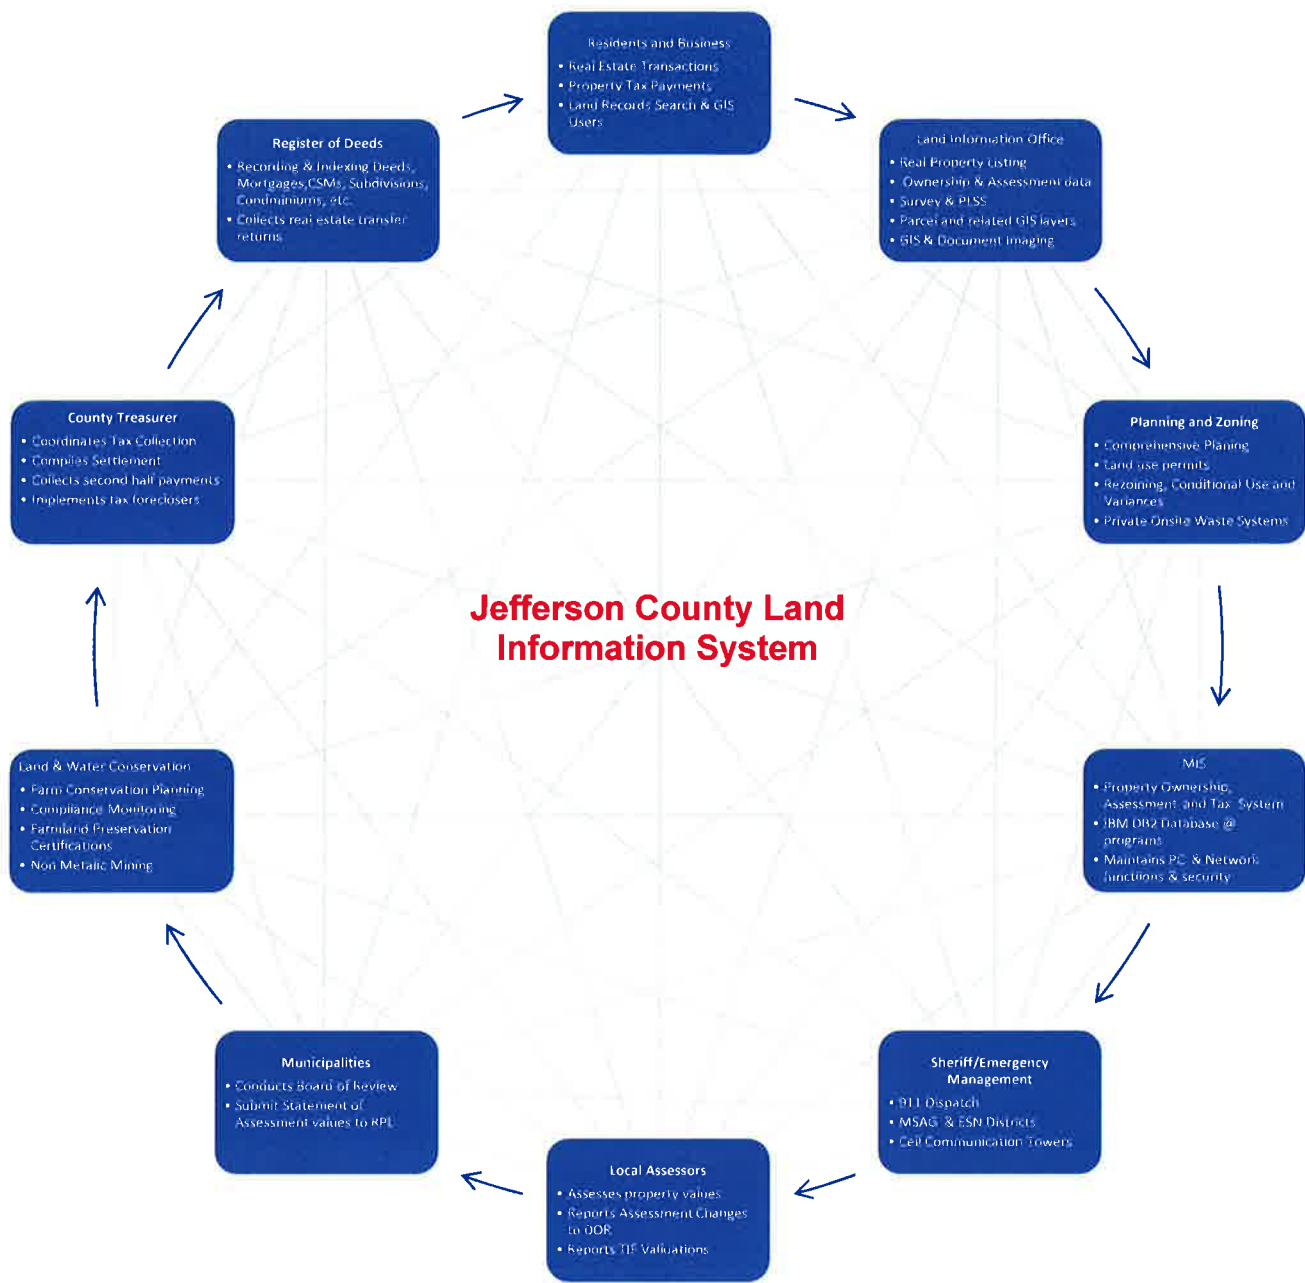 Residents and Business
• Real Estate Transactions
• Property Tax Payments
• Land Records Search & GIS
Users
Land Information Office
• Real Property Listing
• Ownership & Assessment data
• Survey & PLSS
• Parcel and related GIS layers
• GIS & Document Imaging
Planning and Zoning
• Comprehensive Planing
• Land use permits
• Rezoining, Conditional Use and
Variances
• Private Onsite Waste Systems
MIS
• Property Ownership,
Assessment and Tax System
• IBM DB2 Database @
programs
• Maintains PC & Network
functiions & security
Sheriff/Emergency
Management
• 911 Dispatch
• MSAG & ESN Districts
• Cell Communication Towers
Local Assessors
• Assesses property values
• Reports Assessment Changes
to DOR
• Reports TIF Valiuations
Municipalities
• Conducts Board of Review
• Submit Statement of
Assessment values to RPL
Land & Water Conservation
• Farm Conservation Planning
• Compliance Monitoring
• Farmland Preservation
Certifications
• Non Metalic Mining
County Treasurer
• Coordinates Tax Collection
• Compiles Settlement
• Collects second half payments
• Implements tax foreclosers
Register of Deeds
• Recording & Indexing Deeds,
Mortgages,CSMs, Subdivisions,
Condminiums, etc.
• Collects real estate transfer
returns
Jefferson County Land
Information System